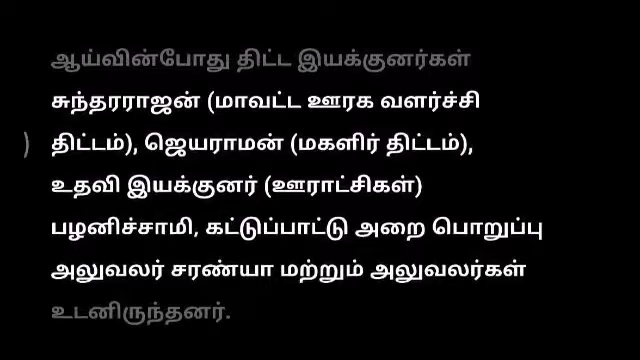 ஆய்வின்போது திட்ட இயக்குனர்கள்
சுந்தரராஜன் (மாவட்ட ஊரக வளர்ச்சி
) திட்டம்), ஜெயராமன் (மகளிர் திட்டம்),
உதவி இயக்குனர் (ஊராட்சிகள்)
பழனிச்சாமி, கட்டுப்பாட்டு அறை பொறுப்பு
அலுவலர் சரண்யா மற்றும் அலுவலர்கள்
உடனிருந்தனர்.